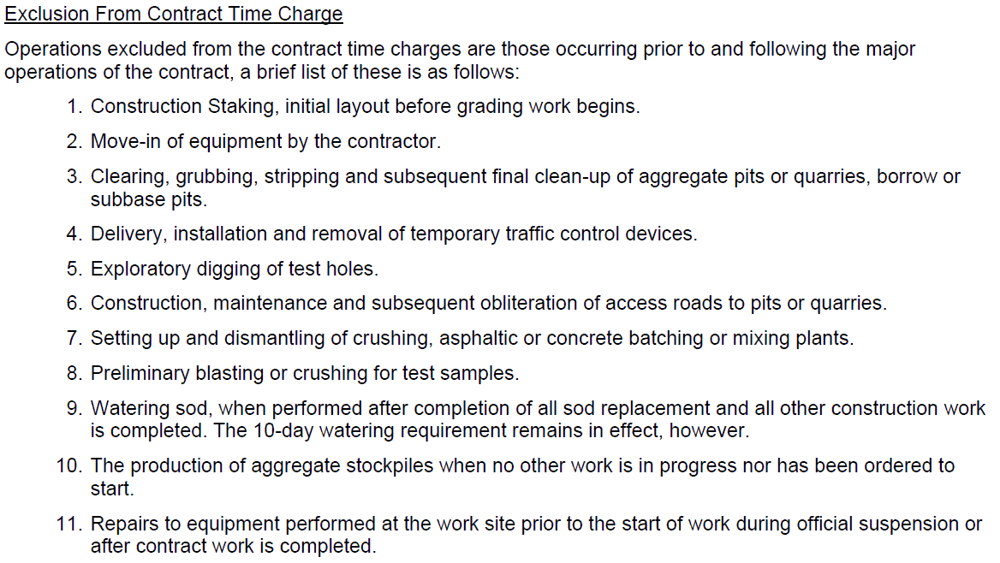 Exclusion From Contract Time Charge
Operations excluded from the contract time charges are those occurring prior to and following the major
operations of the contract, a brief list of these is as follows:
1. Construction Staking, initial layout before grading work begins.
2. Move-in of equipment by the contractor.
3. Clearing, grubbing, stripping and subsequent final clean-up of aggregate pits or quarries, borrow or
subbase pits.
4. Delivery, installation and removal of temporary traffic control devices.
5. Exploratory digging of test holes.
6. Construction, maintenance and subsequent obliteration of access roads to pits or quarries.
7. Setting up and dismantling of crushing, asphaltic or concrete batching or mixing plants.
8. Preliminary blasting or crushing for test samples.
9. Watering sod, when performed after completion of all sod replacement and all other construction work
is completed. The 10-day watering requirement remains in effect, however.
10. The production of aggregate stockpiles when no other work is in progress nor has been ordered to
start.
11. Repairs to equipment performed at the work site prior to the start of work during official suspension or
after contract work is completed.